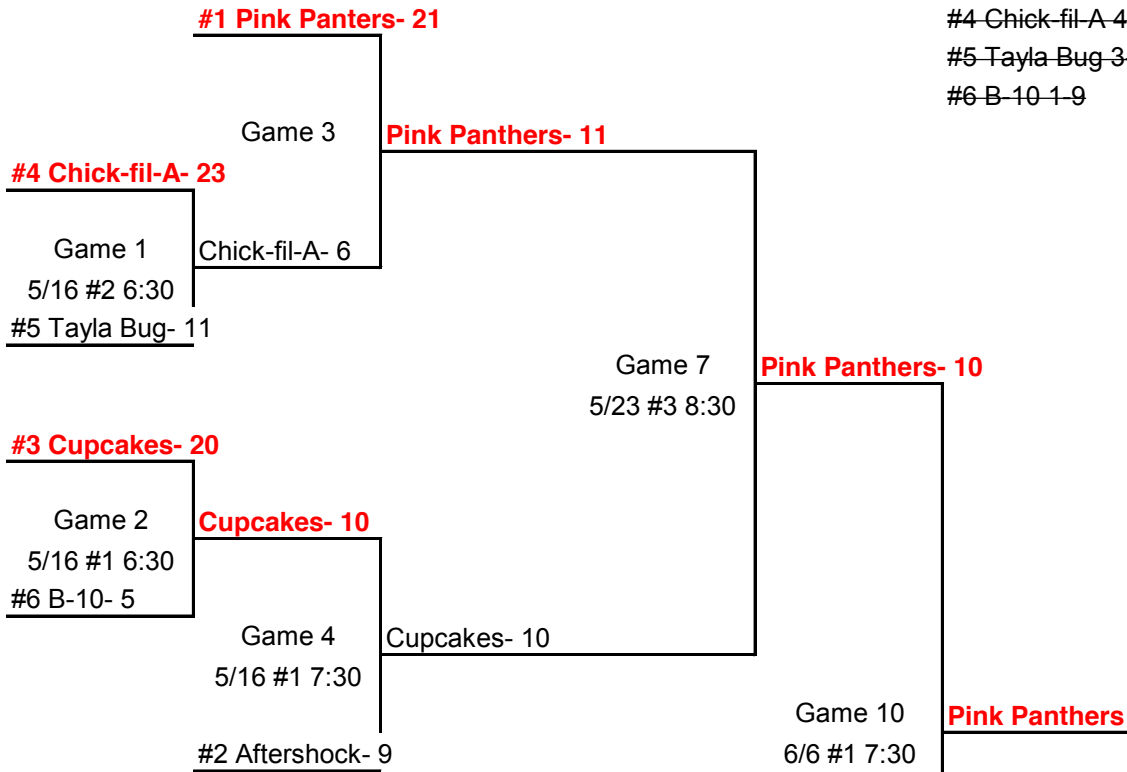 #1 Pink Panters- 21
#4 Chick-fil-A 4
#5 Tayla Bug 3-
#6 B-10 1-9
Game 3
Pink Panthers- 11
#4 Chick-fil-A- 23
Game 1
Chick-fil-A- 6
5/16 #2 6:30
#5 Tayla Bug- 11
Game 7
Pink Panthers- 10
5/23 #3 8:30
#3 Cupcakes- 20
Game 2
Cupcakes- 10
5/16 #1 6:30
#6 B-10- 5
Game 4
Cupcakes- 10
5/16 #1 7:30
Game 10
Pink Panthers
#2 Aftershock- 9
6/6 #1 7:30